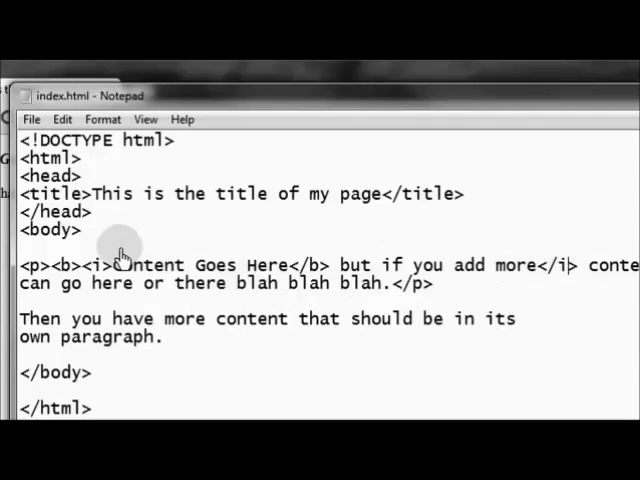 index.html - Notepad
File Edit Format View Help
<!DOCTYPE html>
<html>
<head>
<title>This is the title of my page</title>
</head>
<body>
<p><b><i>Content Goes Here</b> but if you add more</i> conte
can go here or there blah blah blah.</p>
Then you have more content that should be in its
own paragraph.
</body>
</html>